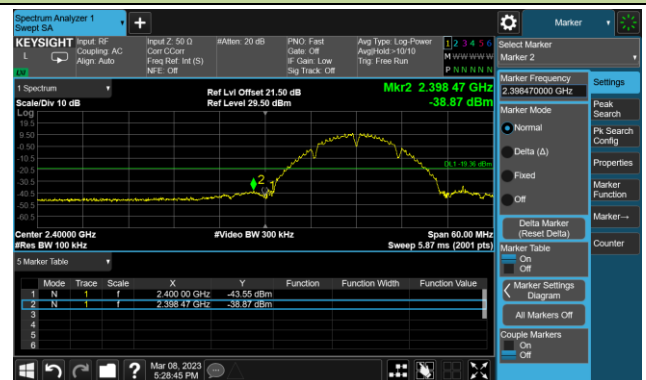 Spectrum Analyzer 1
Swept SA
+
Marker
KEYSIGHT
L
Input: RF
Coupling: AC
Align: Auto
Input Z: 50 Ω
Corr CCorr
Freq Ref: Int (S)
NFE: Off
#Atten: 20 dB
PNO: Fast
Gate: Off
IF Gain: Low
Sig Track: Off
Avg Type: Log-Power
Avg|Hold:>10/10
Trig: Free Run
1 2 3 4 5 6
M W W W W W
P N N N N N
Select Marker
Marker 2
Marker Frequency
2.398470000 GHz
Settings
Peak Search
Pk Search Config
Properties
Marker Function
Marker→
Counter
Marker Mode
Normal
Delta (Δ)
Fixed
Off
Delta Marker
(Reset Delta)
Marker Table
On
Off
Marker Settings
Diagram
All Markers Off
Couple Markers
On
Off
1 Spectrum
Scale/Div 10 dB
Log
Ref Lvl Offset 21.50 dB
Ref Level 29.50 dBm
Mkr2 2.398 47 GHz
-38.87 dBm
19.5
9.50
-0.50
-10.5
-20.5
-30.5
-40.5
-50.5
-60.5
DL1 -19.36 dBm
2
Center 2.40000 GHz
#Res BW 100 kHz
#Video BW 300 kHz
Span 60.00 MHz
Sweep 5.87 ms (2001 pts)
5 Marker Table
Mode Trace Scale X Y Function Function Width Function Value
1 N 1 f 2.400 00 GHz -43.55 dBm
2 N 1 f 2.398 47 GHz -38.87 dBm
3
4
5
6
?
Mar 08, 2023
5:28:45 PM